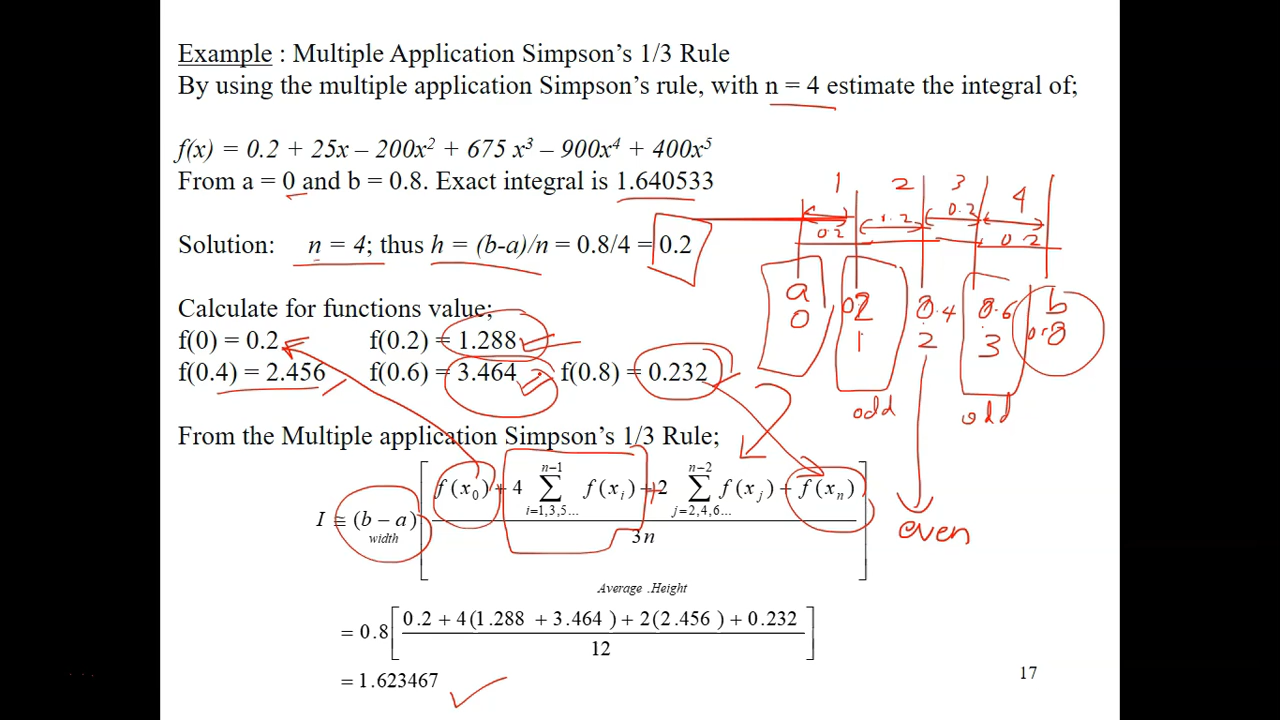 Example : Multiple Application Simpson's 1/3 Rule
By using the multiple application Simpson's rule, with n = 4 estimate the integral of;
f(x) = 0.2 + 25x – 200x² + 675 x³ – 900x⁴ + 400x⁵
From a = 0 and b = 0.8. Exact integral is 1.640533
1 2 3 4
0.2 0.2 0.2
Solution: n = 4; thus h = (b-a)/n = 0.8/4 = 0.2
a b
0 0.4 0.6 0.8
1 2 3
odd odd
even
Calculate for functions value;
f(0) = 0.2 f(0.2) = 1.288
f(0.4) = 2.456 f(0.6) = 3.464 f(0.8) = 0.232
From the Multiple application Simpson's 1/3 Rule;
n−1 n−2
I ≅ (b − a) [ f(x₀) + 4 ∑ f(xᵢ) + 2 ∑ f(xⱼ) + f(xₙ) ]
i=1,3,5... j=2,4,6...
width 3n
Average .Height
= 0.8 [ 0.2 + 4(1.288 + 3.464 ) + 2(2.456 ) + 0.232 ]
12
= 1.623467
17